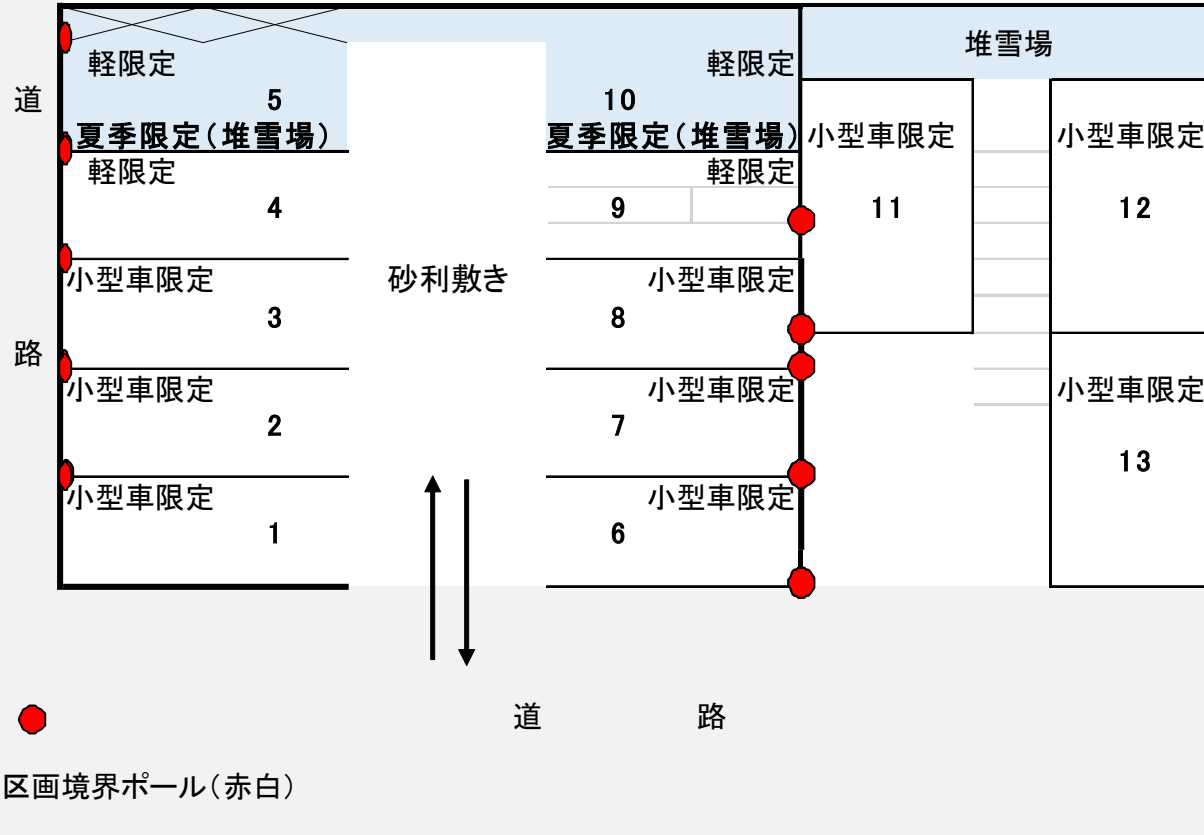 堆雪場
軽限定
軽限定
道
5
10
夏季限定（堆雪場）
夏季限定（堆雪場）
小型車限定
小型車限定
軽限定
軽限定
4
9
11
12
小型車限定
砂利敷き
小型車限定
3
8
路
小型車限定
小型車限定
小型車限定
2
7
13
小型車限定
小型車限定
1
6
道 路
区画境界ポール（赤白）